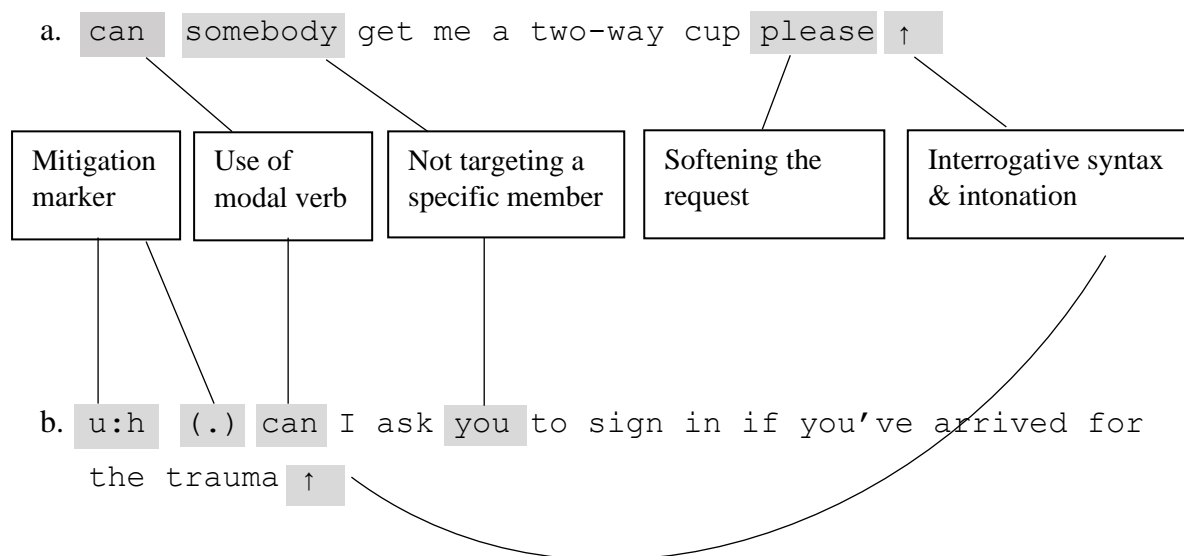 a. can somebody get me a two-way cup please ↑
Mitigation
marker
Use of
modal verb
Not targeting a
specific member
Softening the
request
Interrogative syntax
& intonation
b. u:h (.) can I ask you to sign in if you've arrived for
the trauma ↑